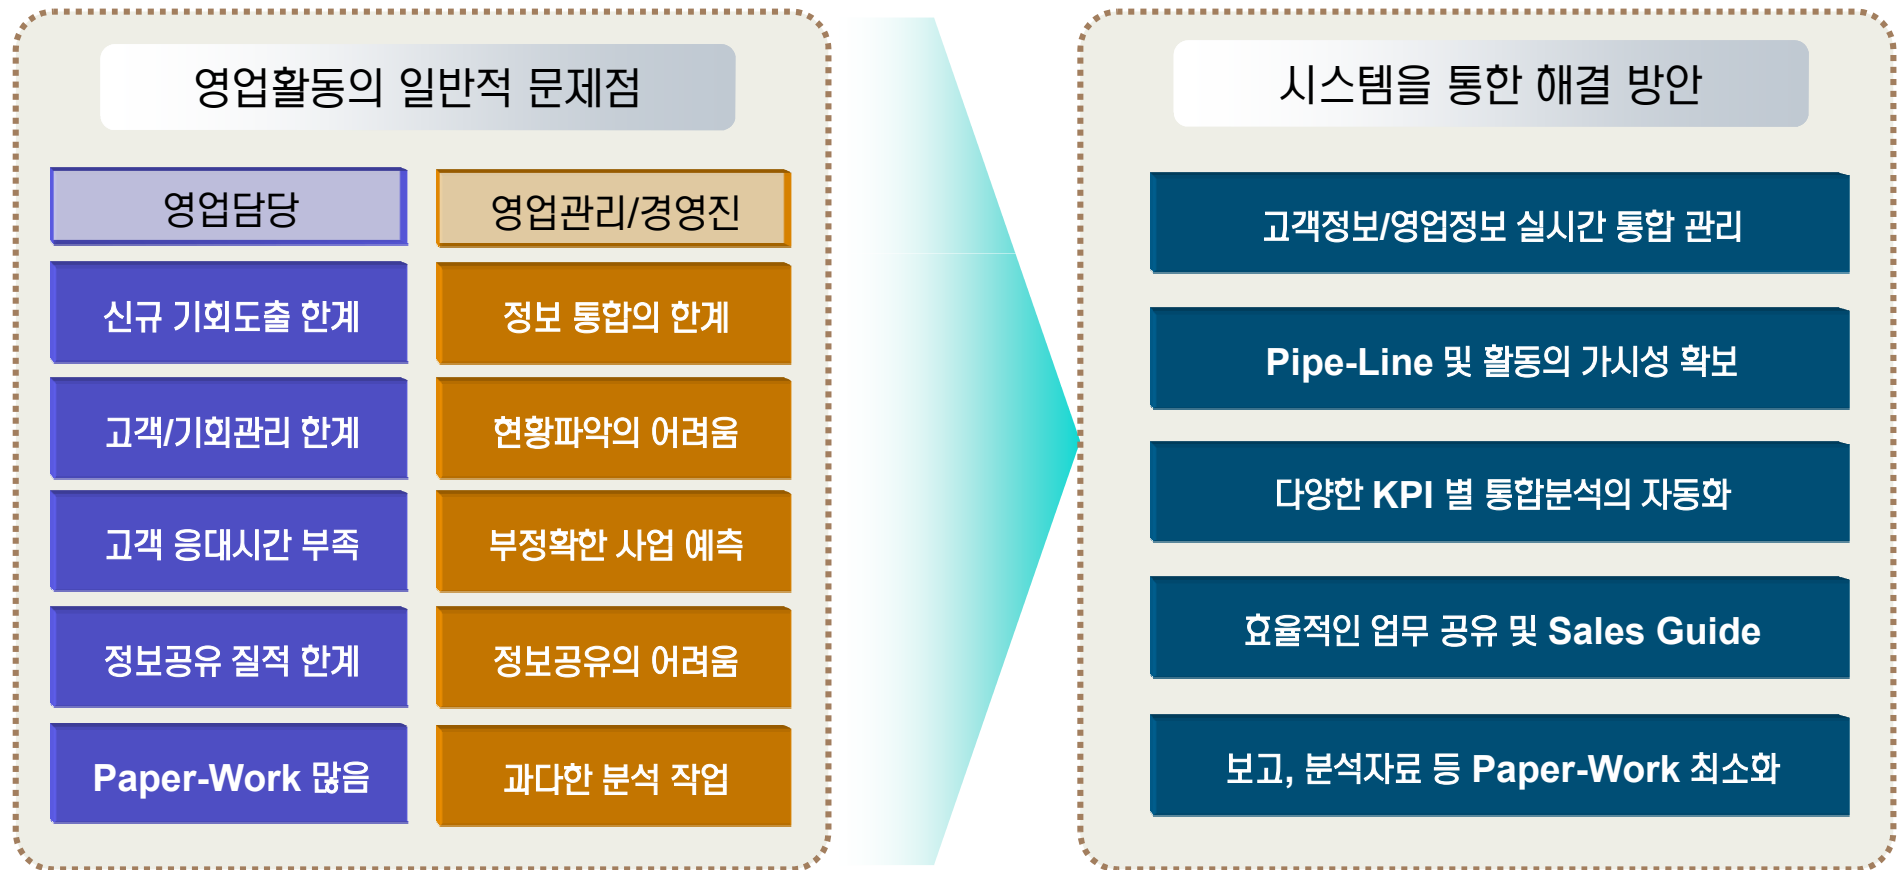 영업활동의 일반적 문제점
영업담당
영업관리/경영진
신규 기회도출 한계
정보 통합의 한계
고객/기회관리 한계
현황파악의 어려움
고객 응대시간 부족
부정확한 사업 예측
정보공유 질적 한계
정보공유의 어려움
Paper-Work 많음
과다한 분석 작업
시스템을 통한 해결 방안
고객정보/영업정보 실시간 통합 관리
Pipe-Line 및 활동의 가시성 확보
다양한 KPI 별 통합분석의 자동화
효율적인 업무 공유 및 Sales Guide
보고, 분석자료 등 Paper-Work 최소화